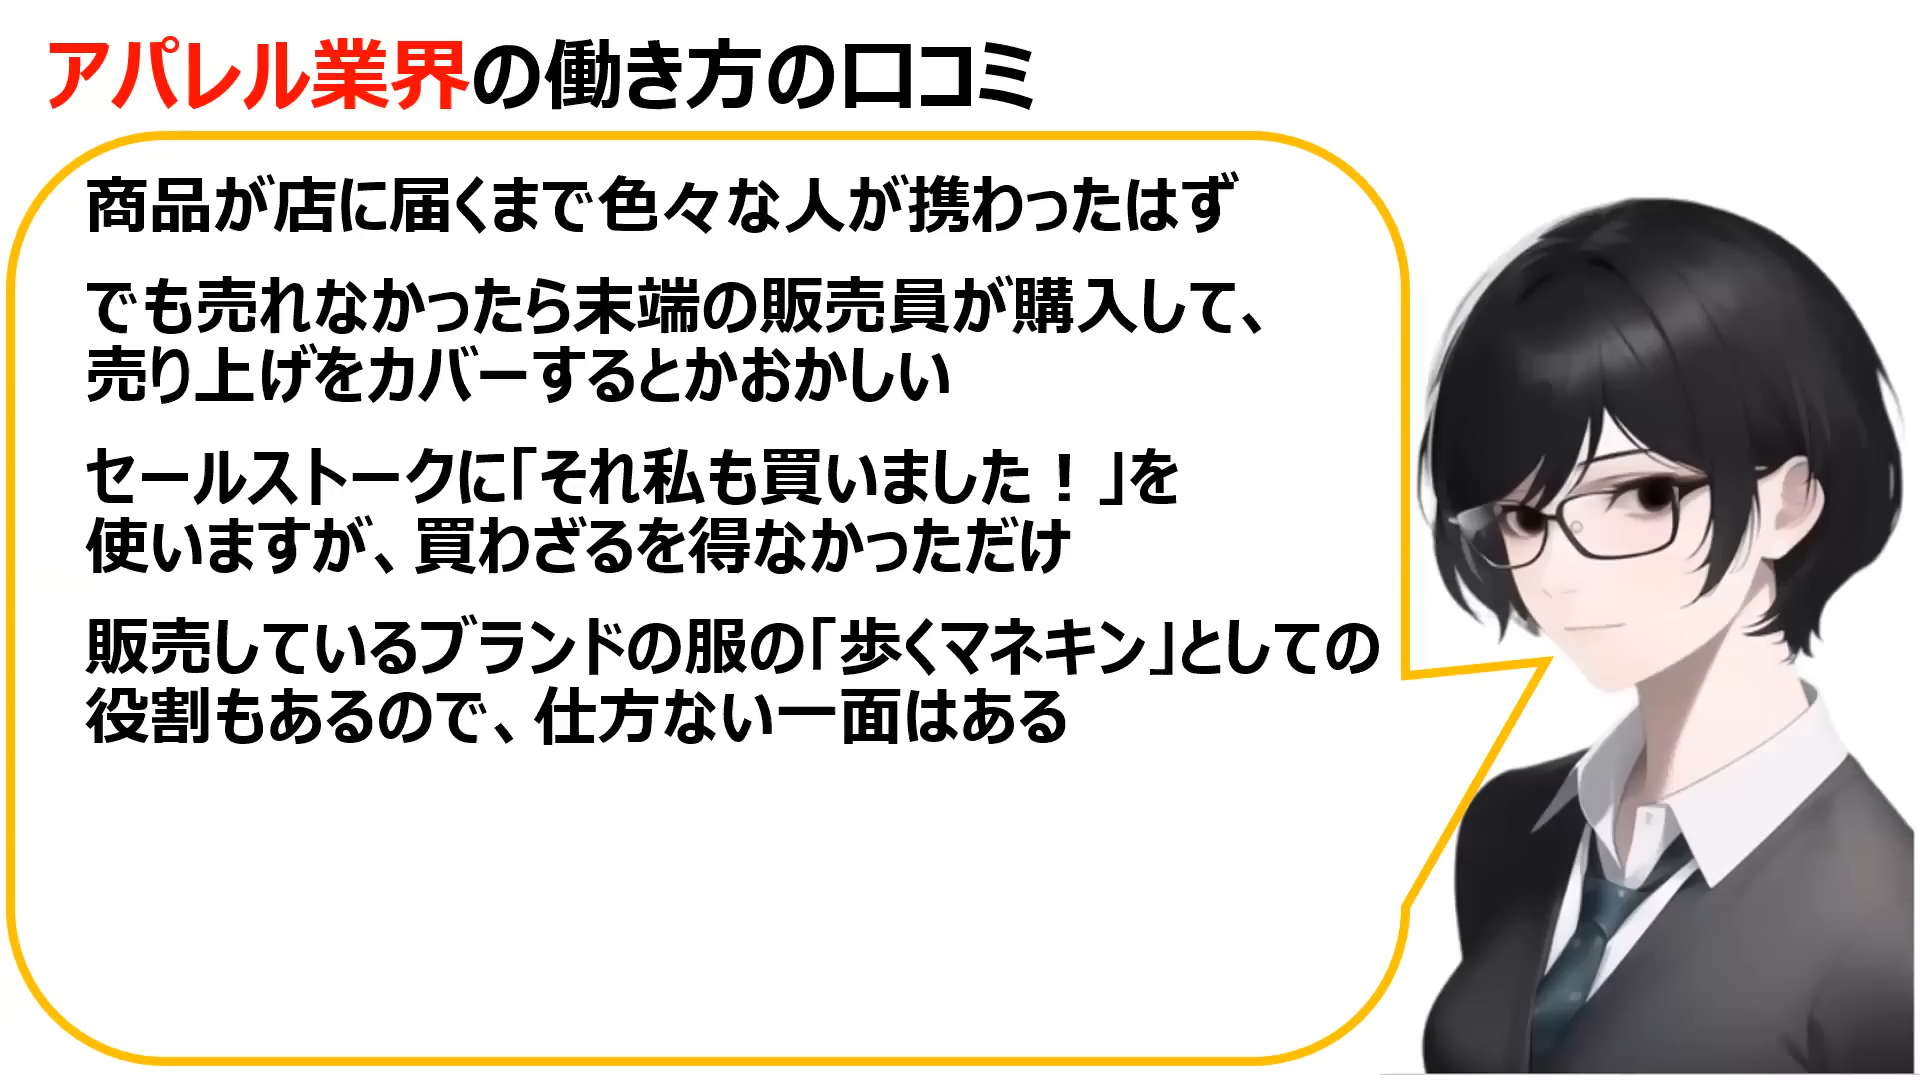 アパレル業界の働き方の口コミ
商品が店に届くまで色々な人が携わったはず
でも売れなかったら末端の販売員が購入して、
売り上げをカバーするとかおかしい
セールストークに「それ私も買いました！」を
使いますが、買わざるを得なかっただけ
販売しているブランドの服の「歩くマネキン」としての
役割もあるので、仕方ない一面はある